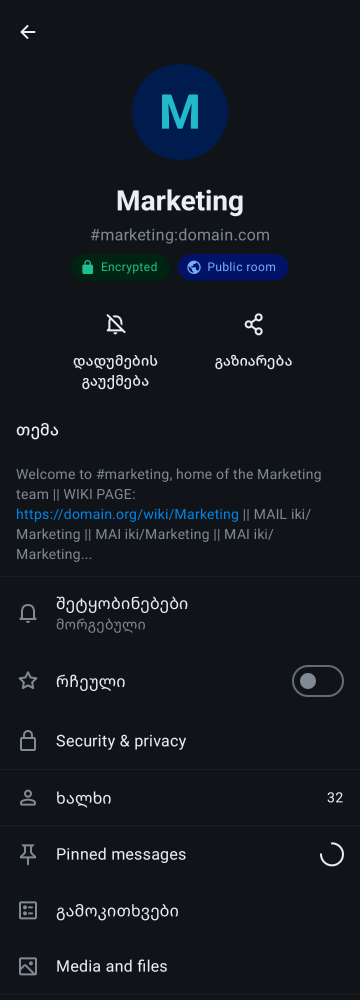 M
Marketing
#marketing:domain.com
Encrypted
Public room
დადუმების
გაუქმება
გაზიარება
თემა
Welcome to #marketing, home of the Marketing
team || WIKI PAGE:
https://domain.org/wiki/Marketing || MAIL iki/
Marketing || MAI iki/Marketing || MAI iki/
Marketing...
შეტყობინებები
მორგებული
რჩეული
Security & privacy
ხალხი 32
Pinned messages
გამოკითხვები
Media and files